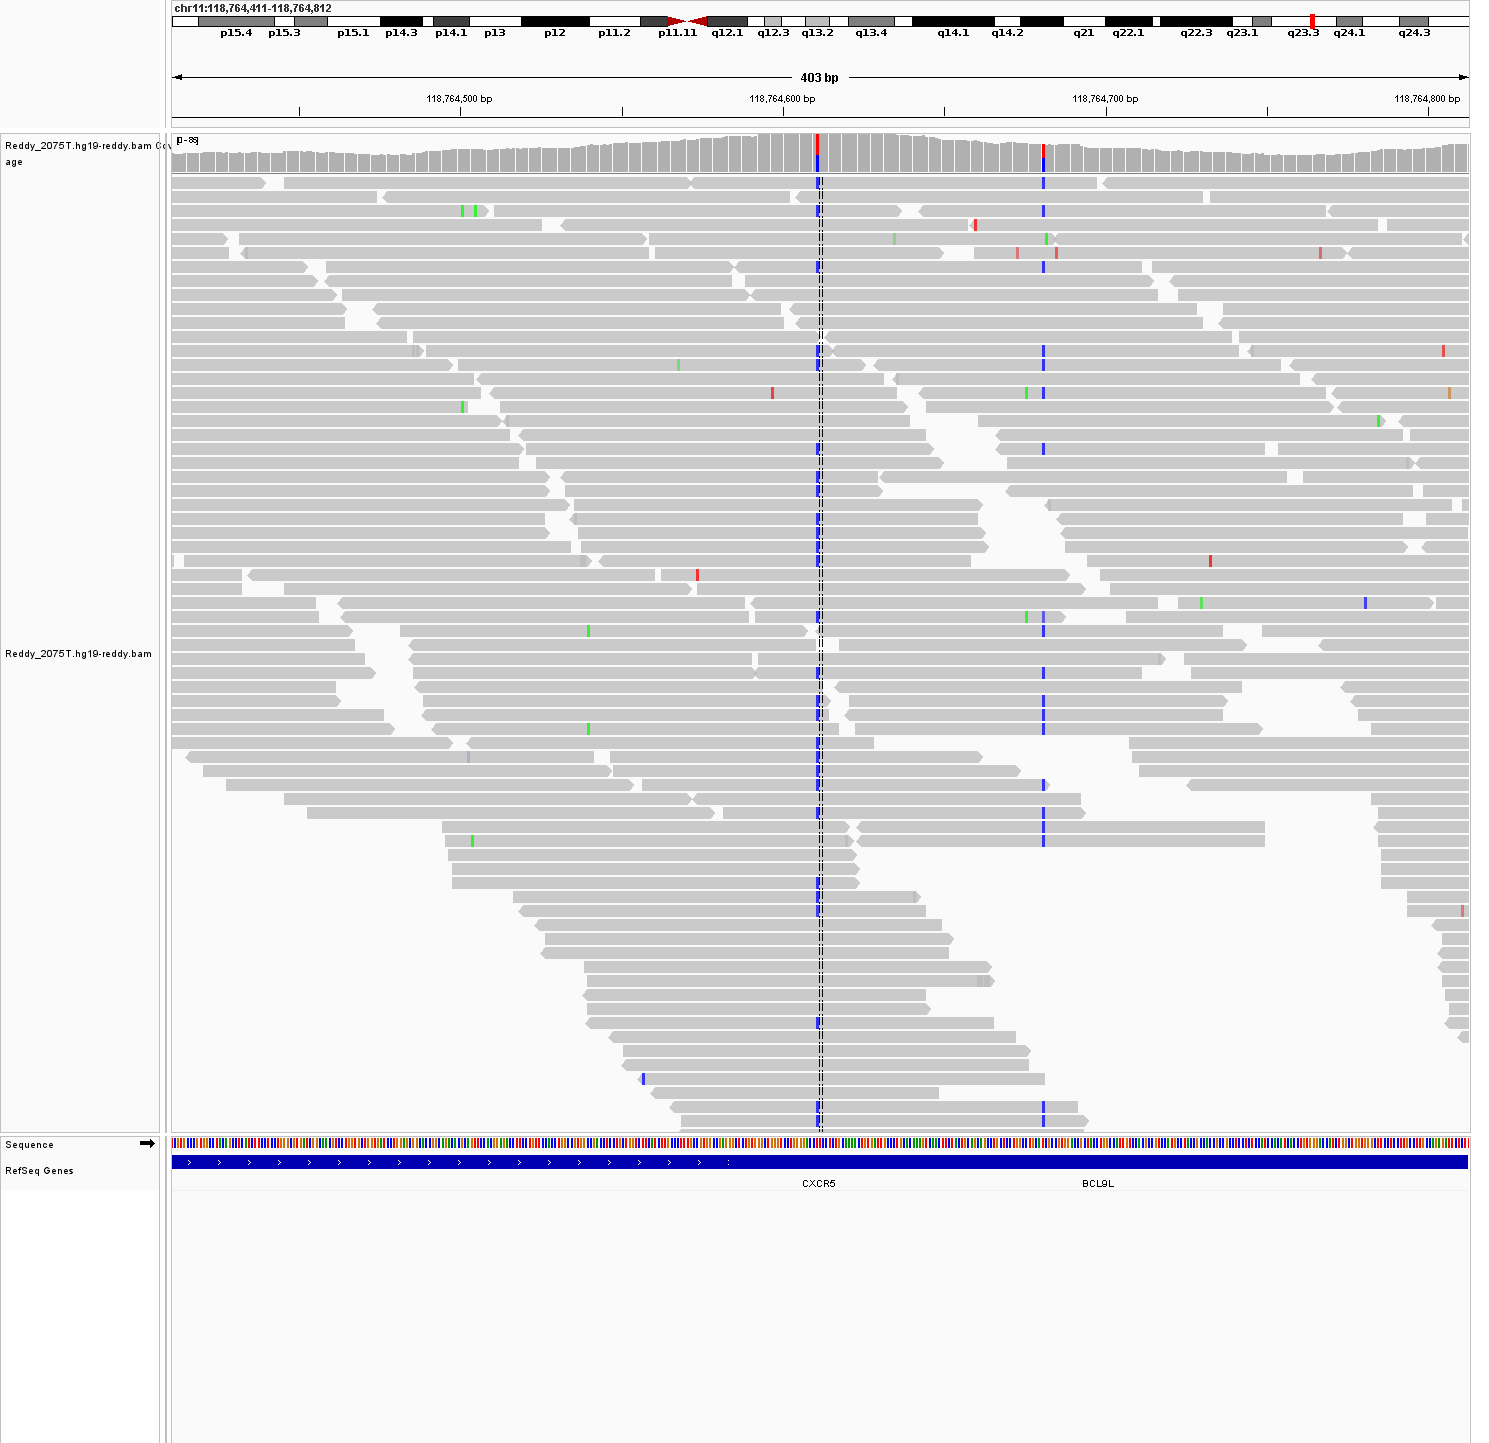 chr11:118,764,411-118,764,812
p15.4 p15.3 p15.1 p14.3 p14.1 p13 p12 p11.2 p11.11 q12.1 q12.3 q13.2 q13.4 q14.1 q14.2 q21 q22.1 q22.3 q23.1 q23.3 q24.1 q24.3
403 bp
118,764,500 bp 118,764,600 bp 118,764,700 bp 118,764,800 bp
[0-89]
Reddy_2075T.hg19-reddy.bam Cov
age
Reddy_2075T.hg19-reddy.bam
Sequence
RefSeq Genes
CXCR5 BCL9L